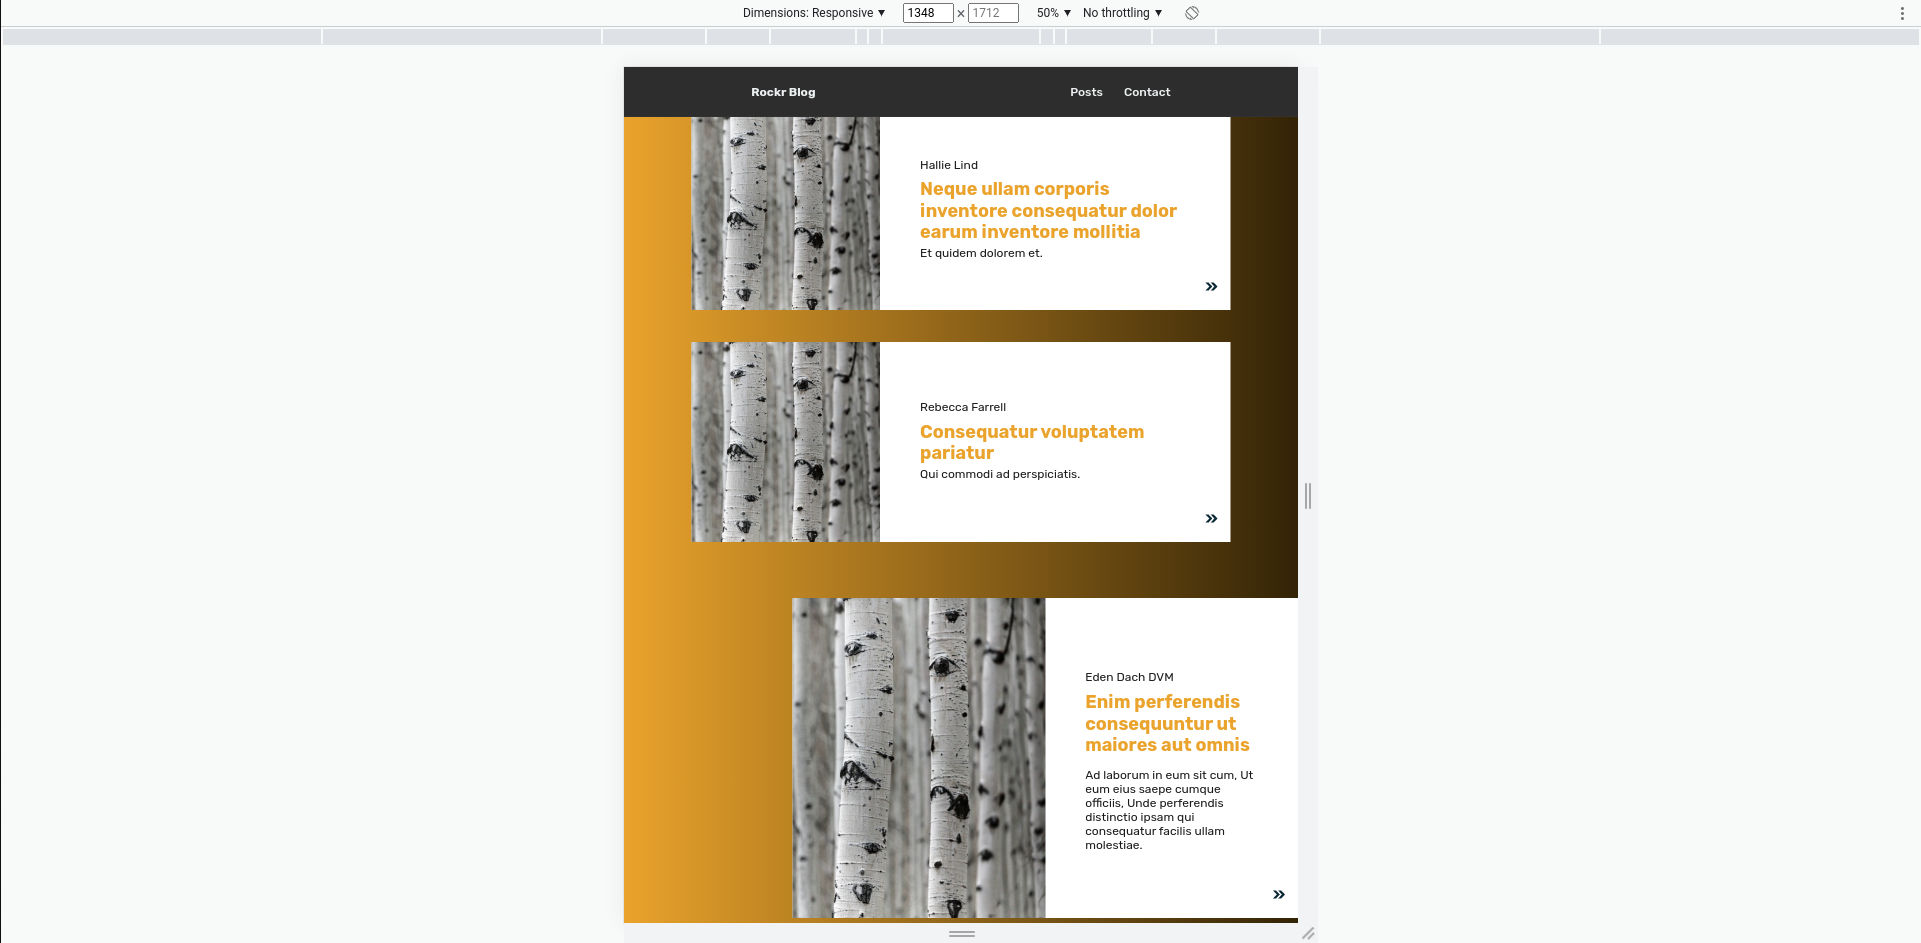 Dimensions: Responsive ▼ 1348 × 1712 50% ▼ No throttling ▼
Rockr Blog Posts Contact
Hallie Lind
Neque ullam corporis
inventore consequatur dolor
earum inventore mollitia
Et quidem dolorem et.
»
Rebecca Farrell
Consequatur voluptatem
pariatur
Qui commodi ad perspiciatis.
»
Eden Dach DVM
Enim perferendis
consequuntur ut
maiores aut omnis
Ad laborum in eum sit cum, Ut
eum eius saepe cumque
officiis, Unde perferendis
distinctio ipsam qui
consequatur facilis ullam
molestiae.
»